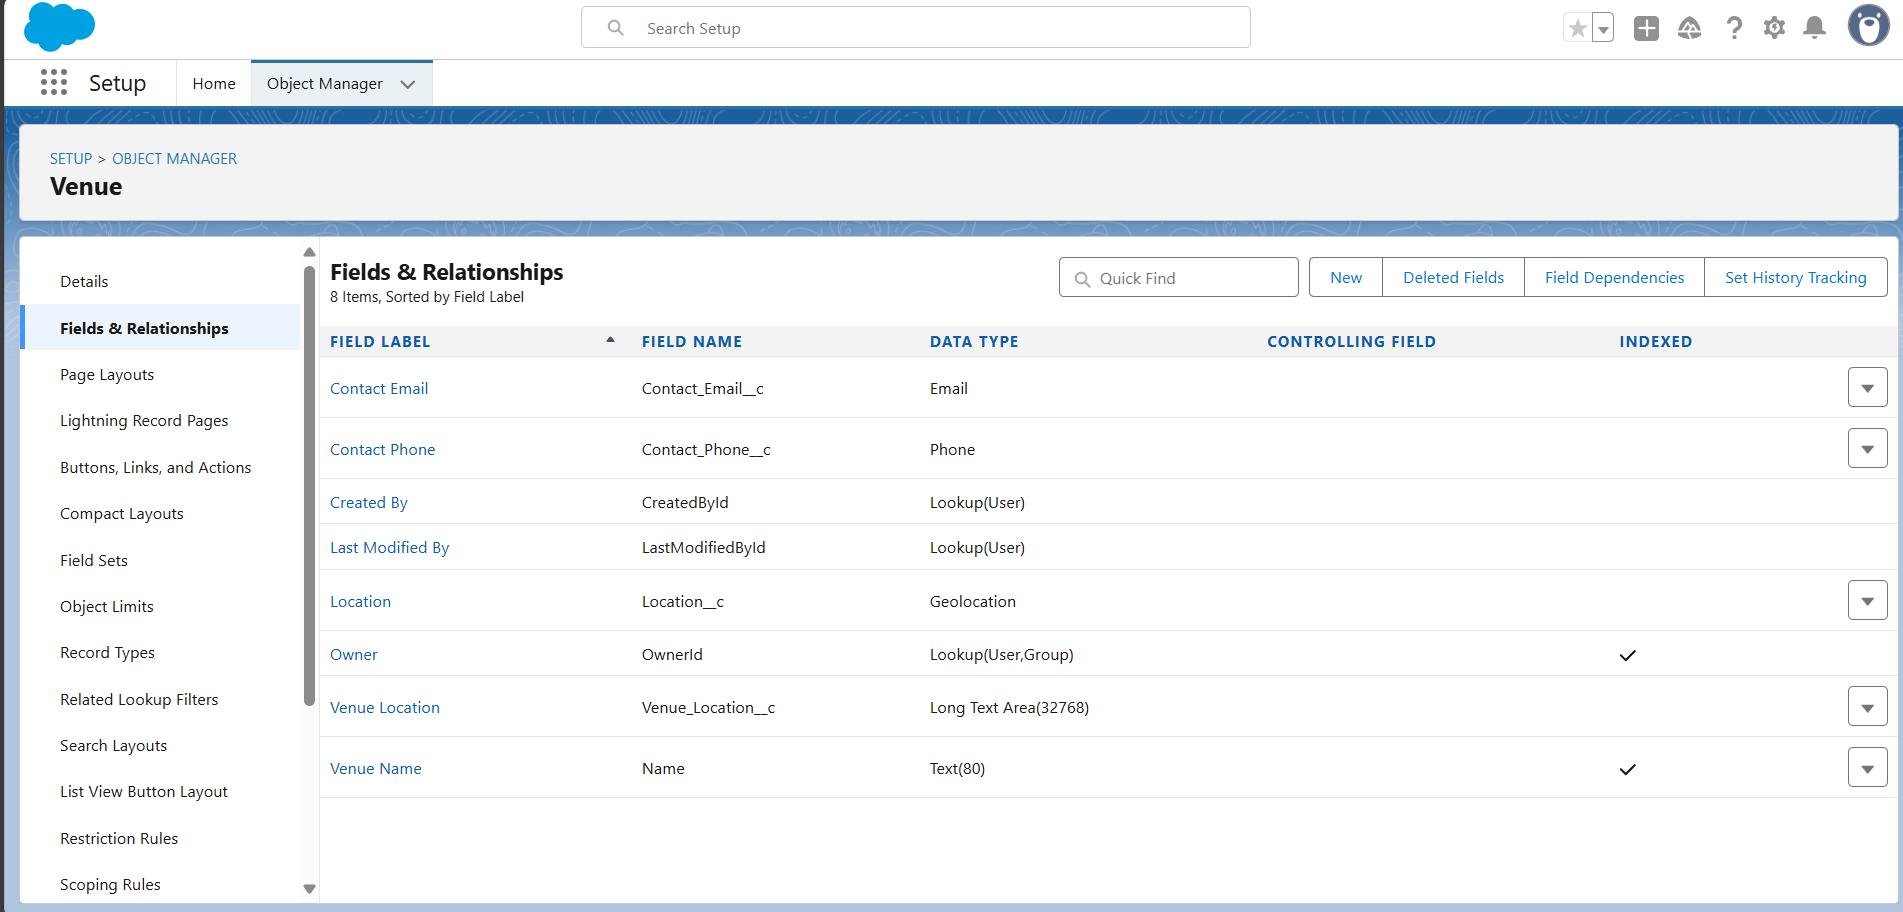 Search Setup
Setup
Home
Object Manager
SETUP > OBJECT MANAGER
Venue
Details
Fields & Relationships
Page Layouts
Lightning Record Pages
Buttons, Links, and Actions
Compact Layouts
Field Sets
Object Limits
Record Types
Related Lookup Filters
Search Layouts
List View Button Layout
Restriction Rules
Scoping Rules
Fields & Relationships
8 Items, Sorted by Field Label
Quick Find
New
Deleted Fields
Field Dependencies
Set History Tracking
FIELD LABEL FIELD NAME DATA TYPE CONTROLLING FIELD INDEXED
Contact Email Contact_Email__c Email
Contact Phone Contact_Phone__c Phone
Created By CreatedById Lookup(User)
Last Modified By LastModifiedById Lookup(User)
Location Location__c Geolocation
Owner OwnerId Lookup(User,Group)
Venue Location Venue_Location__c Long Text Area(32768)
Venue Name Name Text(80)